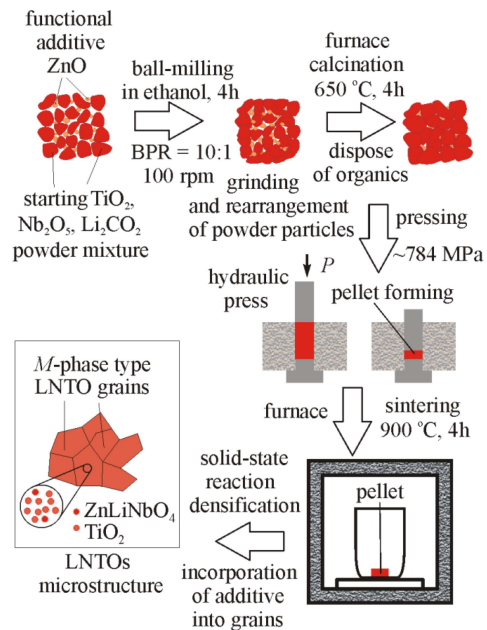 functional
additive
ZnO
ball-milling
in ethanol, 4h
BPR = 10:1
100 rpm
furnace
calcination
650 °C, 4h
dispose
of organics
starting TiO₂,
Nb₂O₅, Li₂CO₂
powder mixture
grinding
and rearrangement
of powder particles
pressing
~784 MPa
hydraulic
press
P
pellet forming
furnace
sintering
900 °C, 4h
pellet
solid-state
reaction
densification
incorporation
of additive
into grains
M-phase type
LNTO grains
ZnLiNbO₄
TiO₂
LNTOs
microstructure